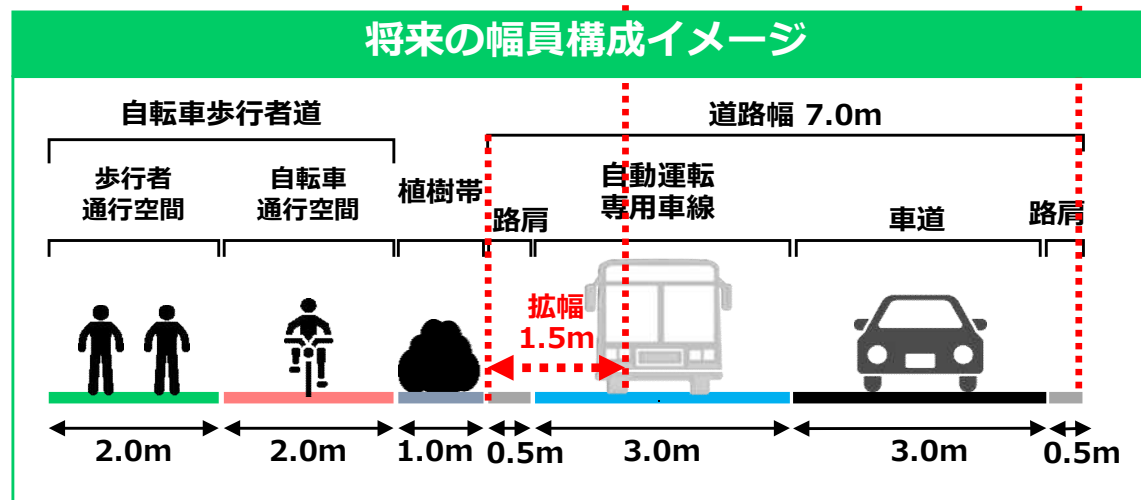 将来の幅員構成イメージ
自転車歩行者道
道路幅 7.0m
歩行者
通行空間
自転車
通行空間
植樹帯
路肩
自動運転
専用車線
車道
路肩
拡幅
1.5m
2.0m
2.0m
1.0m
0.5m
3.0m
3.0m
0.5m